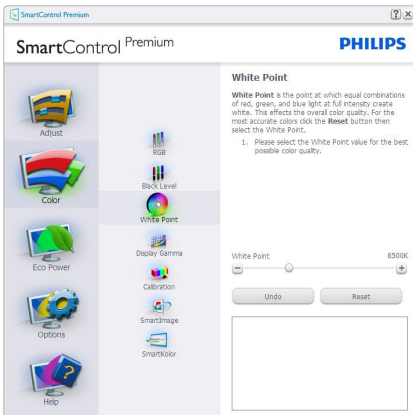 SmartControl Premium
SmartControl Premium
PHILIPS
Adjust
Color
Eco Power
Options
Help
RGB
Black Level
White Point
Display Gamma
Calibration
SmartImage
SmartKolor
White Point
White Point is the point at which equal combinations
of red, green, and blue light at full intensity create
white. This effects the overall color quality. For the
most accurate colors click the Reset button then
select the White Point.
1. Please select the White Point value for the best
possible color quality.
White Point 6500K
Undo Reset